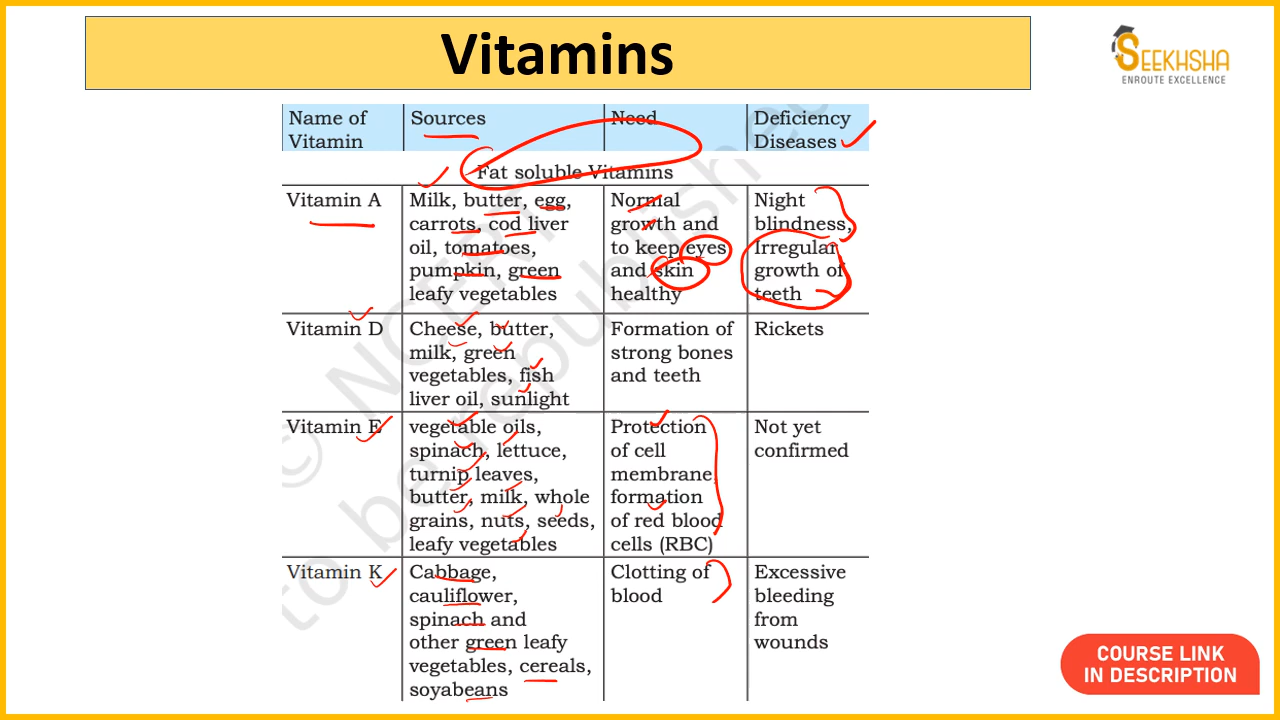 Vitamins
SEEKHSHA
ENROUTE EXCELLENCE
Name of
Vitamin
Sources
Need
Deficiency
Diseases
Fat soluble Vitamins
Vitamin A
Milk, butter, egg,
carrots, cod liver
oil, tomatoes,
pumpkin, green
leafy vegetables
Normal
growth and
to keep eyes
and skin
healthy
Night
blindness,
Irregular
growth of
teeth
Vitamin D
Cheese, butter,
milk, green
vegetables, fish
liver oil, sunlight
Formation of
strong bones
and teeth
Rickets
Vitamin E
vegetable oils,
spinach, lettuce,
turnip leaves,
butter, milk, whole
grains, nuts, seeds,
leafy vegetables
Protection
of cell
membrane,
formation
of red blood
cells (RBC)
Not yet
confirmed
Vitamin K
Cabbage,
cauliflower,
spinach and
other green leafy
vegetables, cereals,
soyabeans
Clotting of
blood
Excessive
bleeding
from
wounds
© NCERT
to be republished
COURSE LINK
IN DESCRIPTION